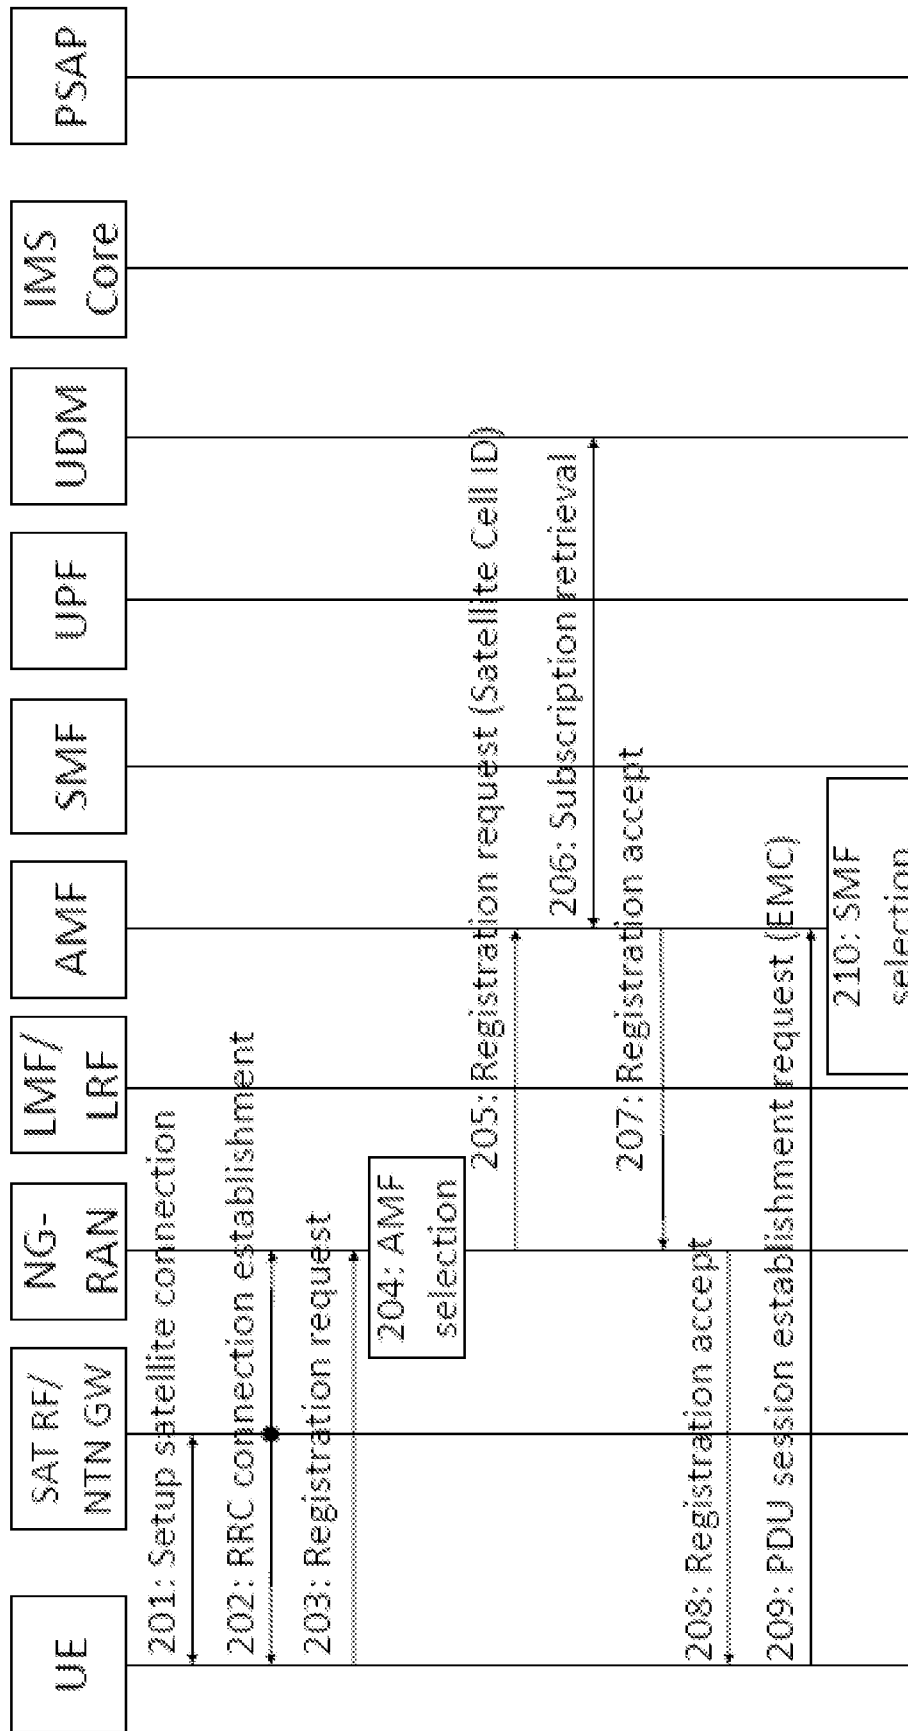 UE
SAT RF/
NTN GW
NG-
RAN
LMF/
LRF
AMF
SMF
UPF
UDM
IMS
Core
PSAP
201: Setup satellite connection
202: RRC connection establishment
203: Registration request
204: AMF
selection
205: Registration request (Satellite Cell ID)
206: Subscription retrieval
207: Registration accept
208: Registration accept
209: PDU session establishment request (EMC)
210: SMF
selection